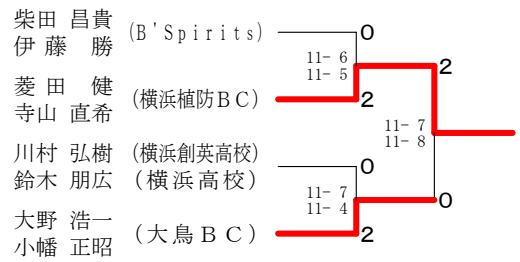 柴田 昌貴 (B'Spirits) 0
伊藤 勝
11- 6
11- 5
2
菱田 健 (横浜植防BC) 2
寺山 直希
11- 7
11- 8
川村 弘樹 (横浜創英高校) 0
鈴木 朋広 (横浜高校)
11- 7
11- 4
0
大野 浩一 (大鳥BC) 2
小幡 正昭